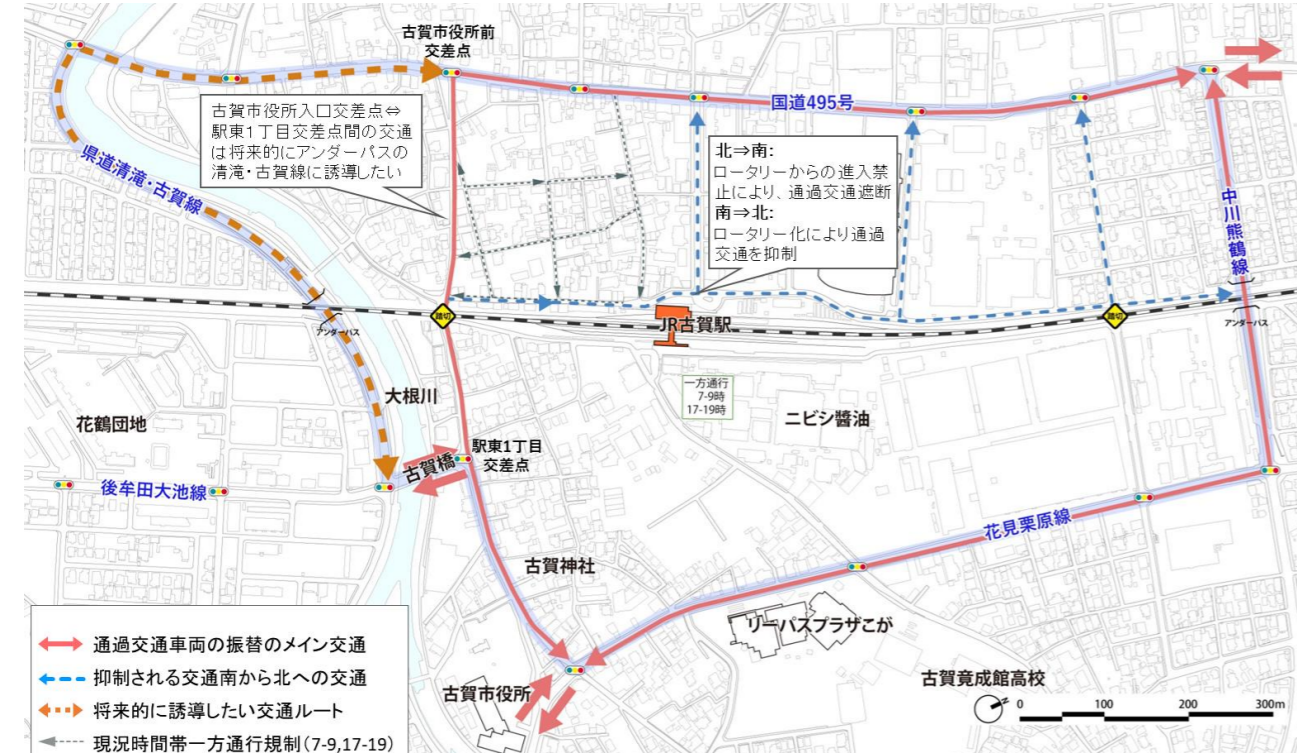 古賀市役所前
交差点
国道495号
古賀市役所入口交差点⇔
駅東1丁目交差点間の交通
は将来的にアンダーパスの
清滝・古賀線に誘導したい
北⇒南:
ロータリーからの進入禁
止により、通過交通遮断
南⇒北:
ロータリー化により通過
交通を抑制
県道清滝・古賀線
中川熊鶴線
アンダーパス
踏切
JR古賀駅
踏切
アンダーパス
一方通行
7-9時
17-19時
大根川
花鶴団地
ニビシ醤油
駅東1丁目
交差点
古賀橋
後牟田大池線
花見栗原線
古賀神社
リーパスプラザこが
古賀市役所
古賀竟成館高校
0 100 200 300m
通過交通車両の振替のメイン交通
抑制される交通南から北への交通
将来的に誘導したい交通ルート
現況時間帯一方通行規制(7-9,17-19)